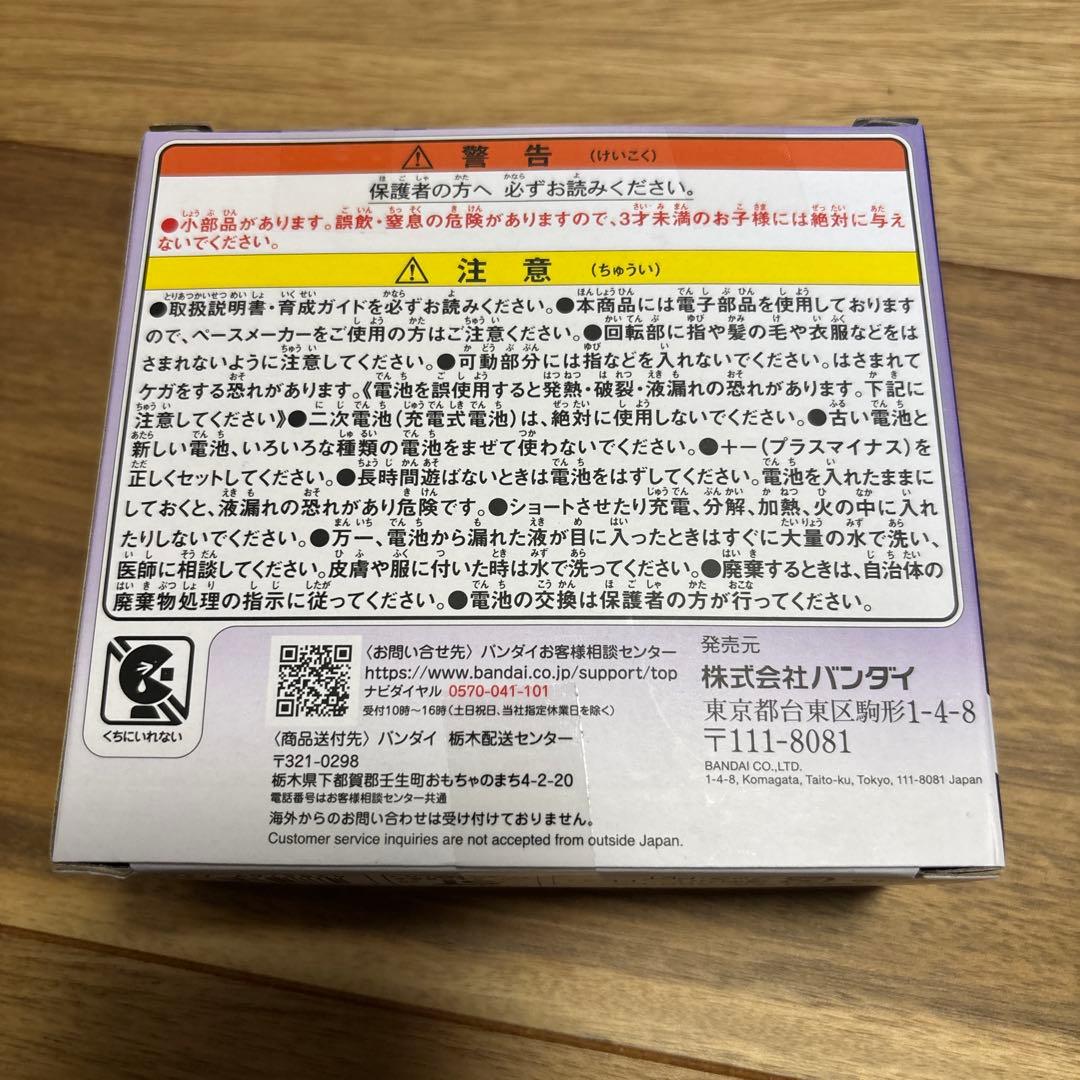 警告 (けいこく)
保護者の方へ 必ずお読みください。
●小部品があります。誤飲・窒息の危険がありますので、3才未満のお子様には絶対に与え
ないでください。
注意 (ちゅうい)
●取扱説明書・育成ガイドを必ずお読みください。●本商品には電子部品を使用しております
ので、ペースメーカーをご使用の方はご注意ください。●回転部に指や髪の毛や衣服などをは
さまれないように注意してください。●可動部分には指などを入れないでください。はさまれて
ケガをする恐れがあります。《電池を誤使用すると発熱・破裂・液漏れの恐れがあります。下記に
注意してください》●二次電池(充電式電池)は、絶対に使用しないでください。●古い電池と
新しい電池、いろいろな種類の電池をまぜて使わないでください。●+-(プラスマイナス)を
正しくセットしてください。●長時間遊ばないときは電池をはずしてください。電池を入れたままに
しておくと、液漏れの恐れがあり危険です。●ショートさせたり充電、分解、加熱、火の中に入れ
たりしないでください。●万一、電池から漏れた液が目に入ったときはすぐに大量の水で洗い、
医師に相談してください。皮膚や服に付いた時は水で洗ってください。●廃棄するときは、自治体の
廃棄物処理の指示に従ってください。●電池の交換は保護者の方が行ってください。
くちにいれない
〈お問い合せ先〉バンダイお客様相談センター
https://www.bandai.co.jp/support/top
ナビダイヤル 0570-041-101
受付10時～16時(土日祝日、当社指定休業日を除く)
〈商品送付先〉バンダイ 栃木配送センター
〒321-0298
栃木県下都賀郡壬生町おもちゃのまち4-2-20
電話番号はお客様相談センター共通
海外からのお問い合わせは受け付けておりません。
Customer service inquiries are not accepted from outside Japan.
発売元
株式会社バンダイ
東京都台東区駒形1-4-8
〒111-8081
BANDAI CO.,LTD.
1-4-8, Komagata, Taito-ku, Tokyo, 111-8081 Japan